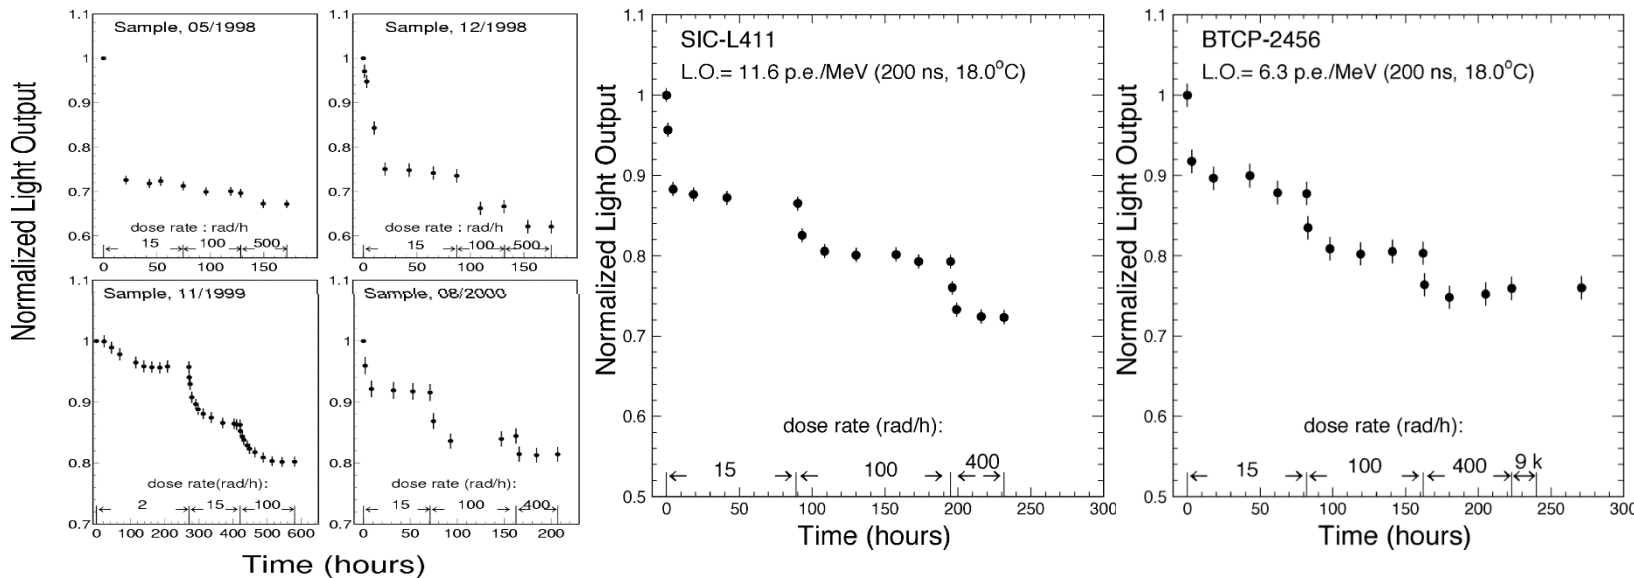 Normalized Light Output
Sample, 05/1998
1
0.9
0.8
0.7
0.6
dose rate : rad/h
15 100 500
0 50 100 150
Sample, 12/1998
1
0.9
0.8
0.7
0.6
dose rate : rad/h
15 100 500
0 50 100 150
1.1
Sample, 11/1999
1
0.9
0.8
0.7
dose rate(rad/h):
2 15 100
0 100 200 300 400 500 600
1.1
Sample, 08/2000
1
0.9
0.8
0.7
dose rate(rad/h):
15 100 400
0 50 100 150 200
Time (hours)
Normalized Light Output
1.1
SIC-L411
L.O.= 11.6 p.e./MeV (200 ns, 18.0°C)
1
0.9
0.8
0.7
0.6
0.5
dose rate (rad/h):
15 100 400
0 50 100 150 200 250 300
Time (hours)
Normalized Light Output
1.1
BTCP-2456
L.O.= 6.3 p.e./MeV (200 ns, 18.0°C)
1
0.9
0.8
0.7
0.6
0.5
dose rate (rad/h):
15 100 400 9 k
0 50 100 150 200 250 300
Time (hours)